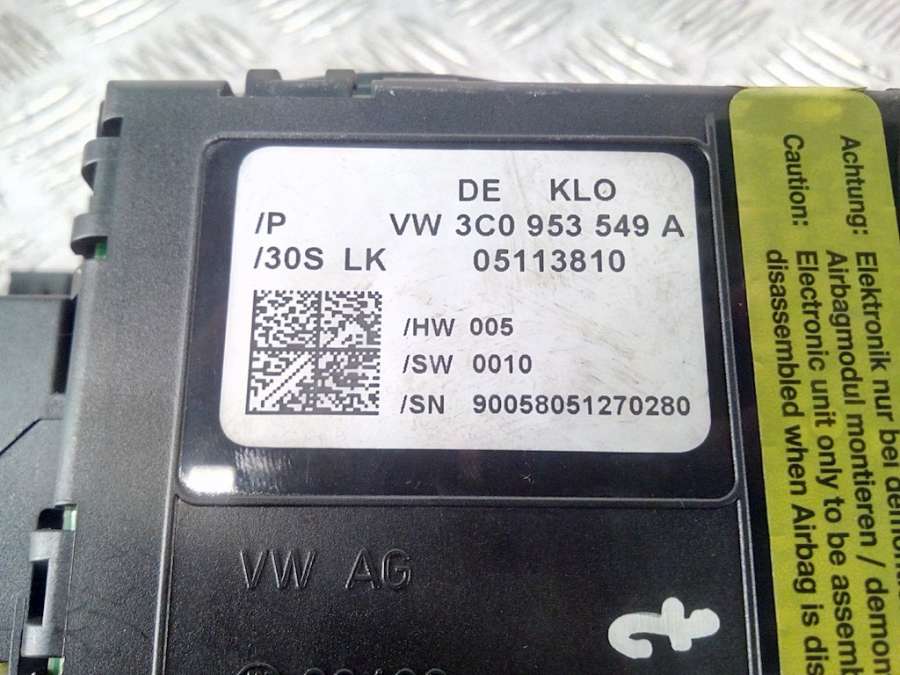 DE KLO
/P VW 3C0 953 549 A
/30S LK 05113810
/HW 005
/SW 0010
/SN 90058051270280
VW AG
Achtung: Elektronik nur bei
Airbagmodul montieren /
Caution: Electronic unit only to be
disassembled when Airbag is